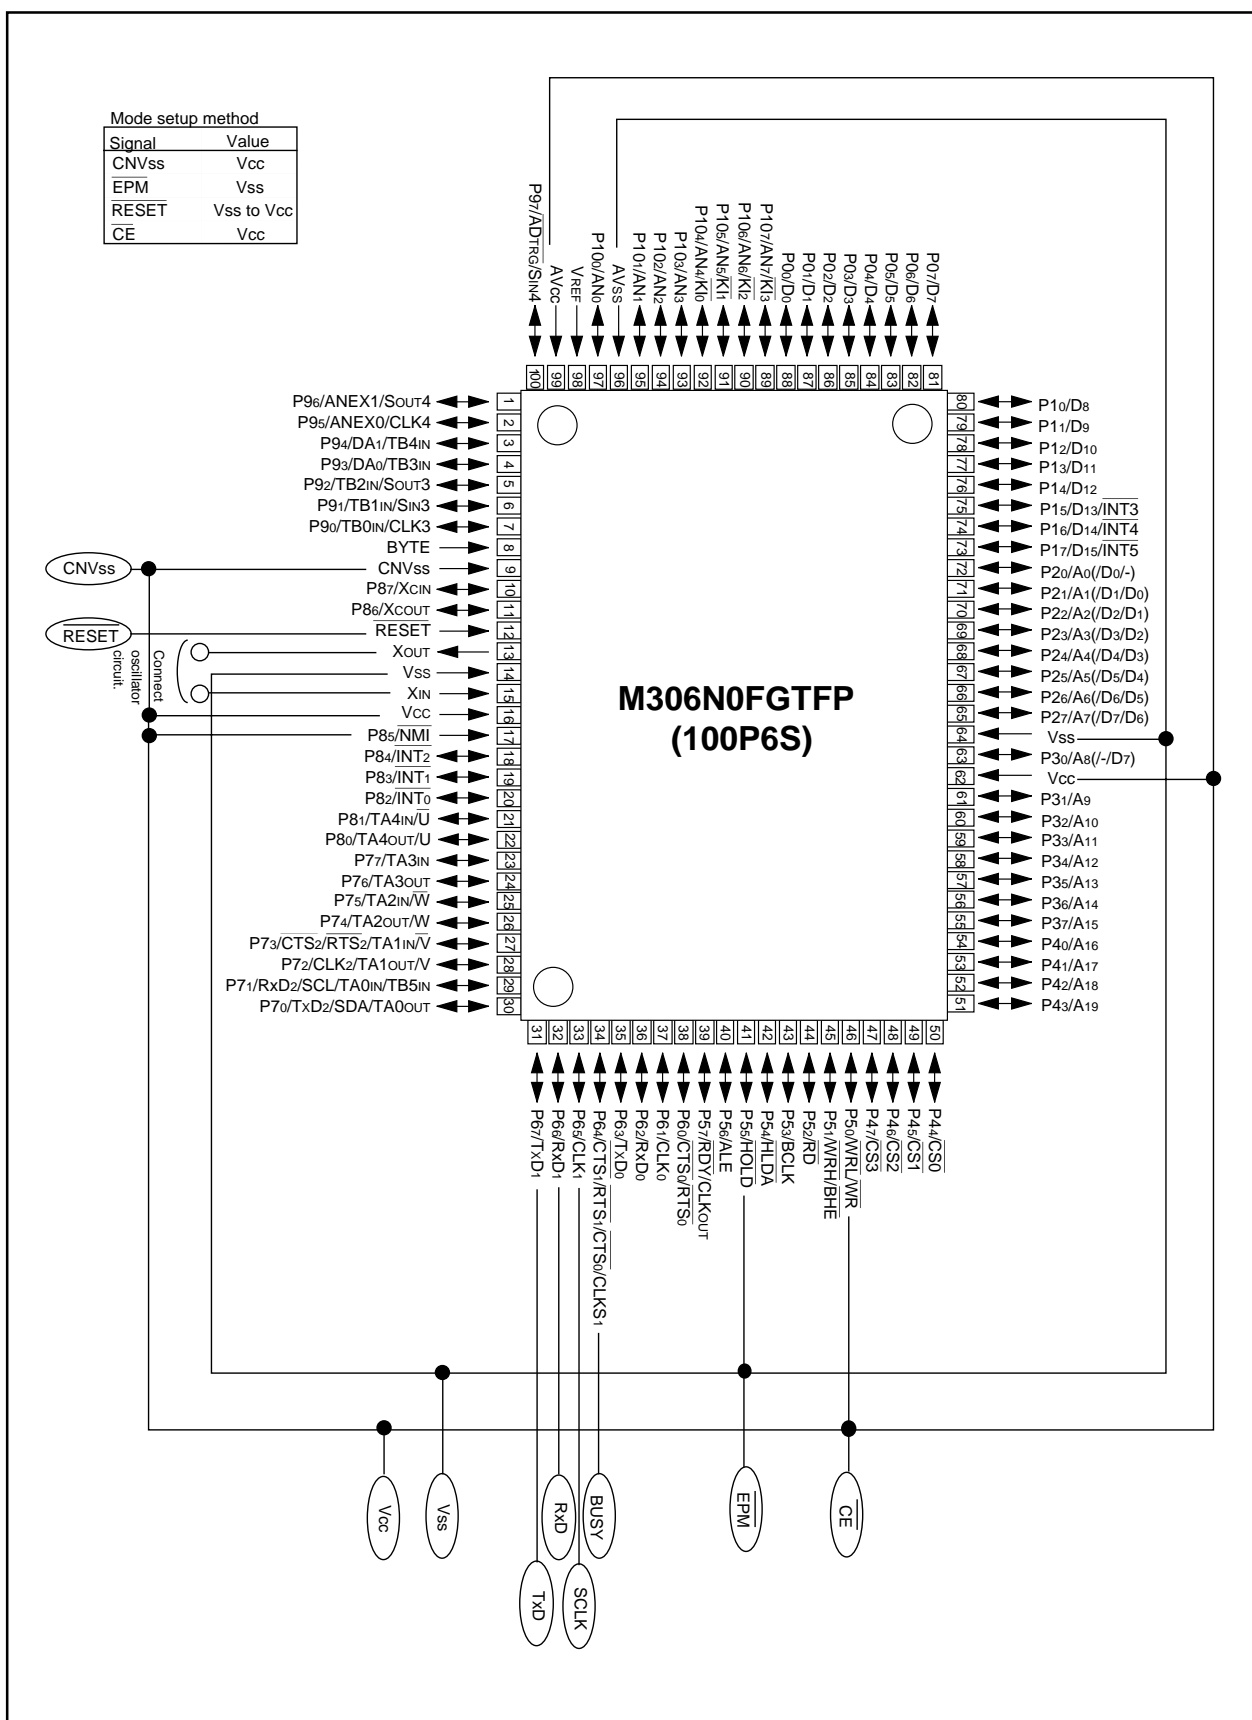 Mode setup method
Signal Value
CNVss Vcc
EPM Vss
RESET Vss to Vcc
CE Vcc
P97/ADTRG/SIN4
AVcc
VREF
P100/AN0
AVSS
P101/AN1
P102/AN2
P103/AN3
P104/AN4/KI0
P105/AN5/KI1
P106/AN6/KI2
P107/AN7/KI3
P00/D0
P01/D1
P02/D2
P03/D3
P04/D4
P05/D5
P06/D6
P07/D7
100 99 98 97 96 95 94 93 92 91 90 89 88 87 86 85 84 83 82 81
P96/ANEX1/SOUT4 1
P95/ANEX0/CLK4 2
P94/DA1/TB4IN 3
P93/DA0/TB3IN 4
P92/TB2IN/SOUT3 5
P91/TB1IN/SIN3 6
P90/TB0IN/CLK3 7
BYTE 8
CNVss CNVss 9
P87/XCIN 10
P86/XCOUT 11
RESET RESET 12
XOUT 13
VSS 14
XIN 15
VCC 16
P85/NMI 17
P84/INT2 18
P83/INT1 19
P82/INT0 20
P81/TA4IN/U 21
P80/TA4OUT/U 22
P77/TA3IN 23
P76/TA3OUT 24
P75/TA2IN/W 25
P74/TA2OUT/W 26
P73/CTS2/RTS2/TA1IN/V 27
P72/CLK2/TA1OUT/V 28
P71/RxD2/SCL/TA0IN/TB5IN 29
P70/TxD2/SDA/TA0OUT 30
Connect
oscillator
circuit.
M306N0FGTFP
(100P6S)
80 P10/D8
79 P11/D9
78 P12/D10
77 P13/D11
76 P14/D12
75 P15/D13/INT3
74 P16/D14/INT4
73 P17/D15/INT5
72 P20/A0(/D0/-)
71 P21/A1(/D1/D0)
70 P22/A2(/D2/D1)
69 P23/A3(/D3/D2)
68 P24/A4(/D4/D3)
67 P25/A5(/D5/D4)
66 P26/A6(/D6/D5)
65 P27/A7(/D7/D6)
64 Vss
63 P30/A8(/-/D7)
62 Vcc
61 P31/A9
60 P32/A10
59 P33/A11
58 P34/A12
57 P35/A13
56 P36/A14
55 P37/A15
54 P40/A16
53 P41/A17
52 P42/A18
51 P43/A19
31 32 33 34 35 36 37 38 39 40 41 42 43 44 45 46 47 48 49 50
P67/TxD1
P66/RxD1
P65/CLK1
P64/CTS1/RTS1/CTS0/CLKS1
P63/TxD0
P62/RxD0
P61/CLK0
P60/CTS0/RTS0
P57/RDY/CLKOUT
P56/ALE
P55/HOLD
P54/HLDA
P53/BCLK
P52/RD
P51/WRH/BHE
P50/WRL/WR
P47/CS3
P46/CS2
P45/CS1
P44/CS0
Vcc
Vss
RxD
BUSY
EPM
CE
TxD
SCLK